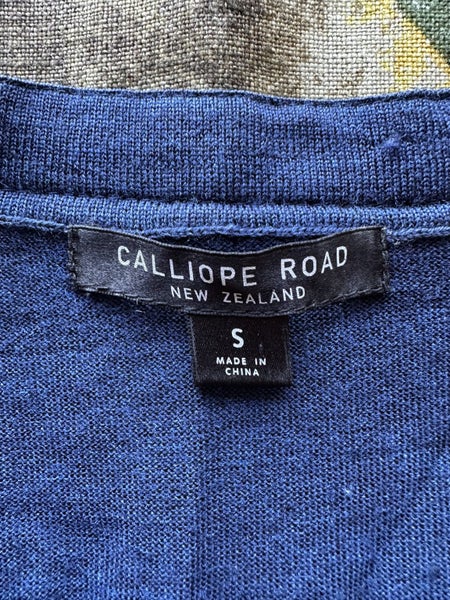 CALLIOPE ROAD
NEW ZEALAND
S
MADE IN
CHINA